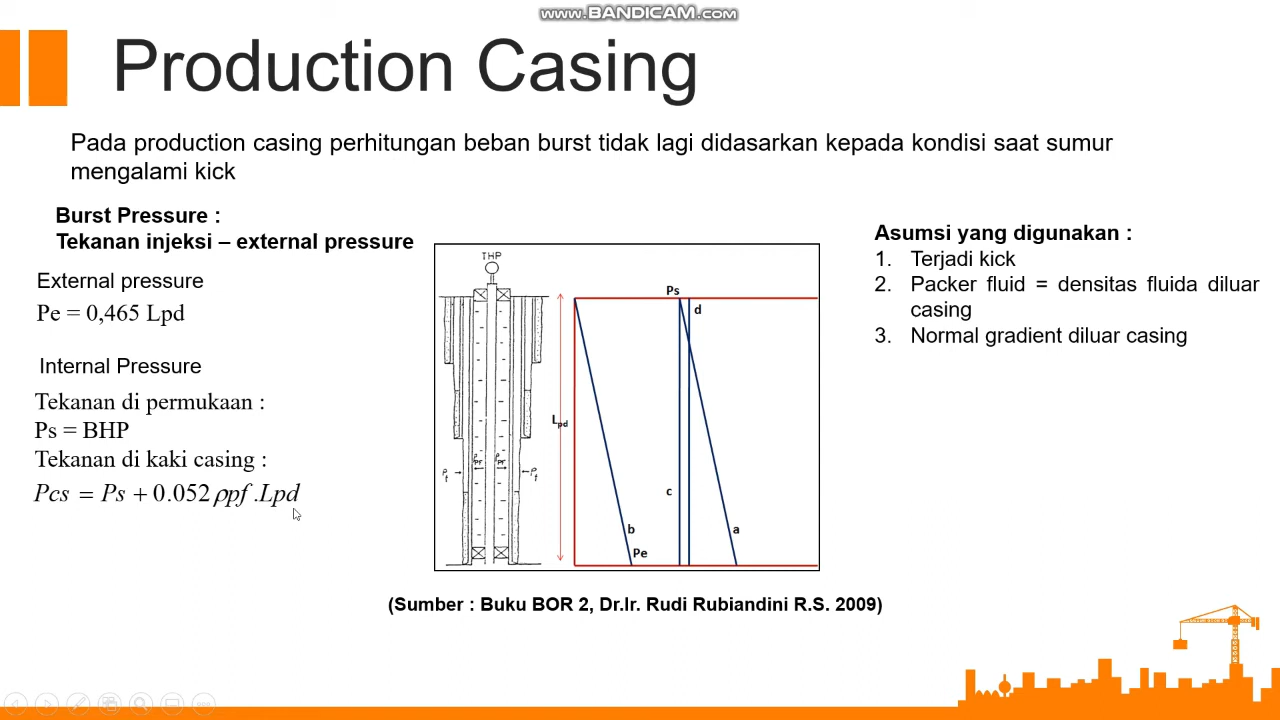 www.BANDICAM.com
Production Casing
Pada production casing perhitungan beban burst tidak lagi didasarkan kepada kondisi saat sumur
mengalami kick
Burst Pressure :
Tekanan injeksi – external pressure
External pressure
Pe = 0,465 Lpd
Internal Pressure
Tekanan di permukaan :
Ps = BHP
Tekanan di kaki casing :
Pcs = Ps + 0.052 ρpf .Lpd
THP
Ps
d
Lpd
ρpf
ρpf
c
b
a
Pe
Asumsi yang digunakan :
1. Terjadi kick
2. Packer fluid = densitas fluida diluar
casing
3. Normal gradient diluar casing
(Sumber : Buku BOR 2, Dr.Ir. Rudi Rubiandini R.S. 2009)